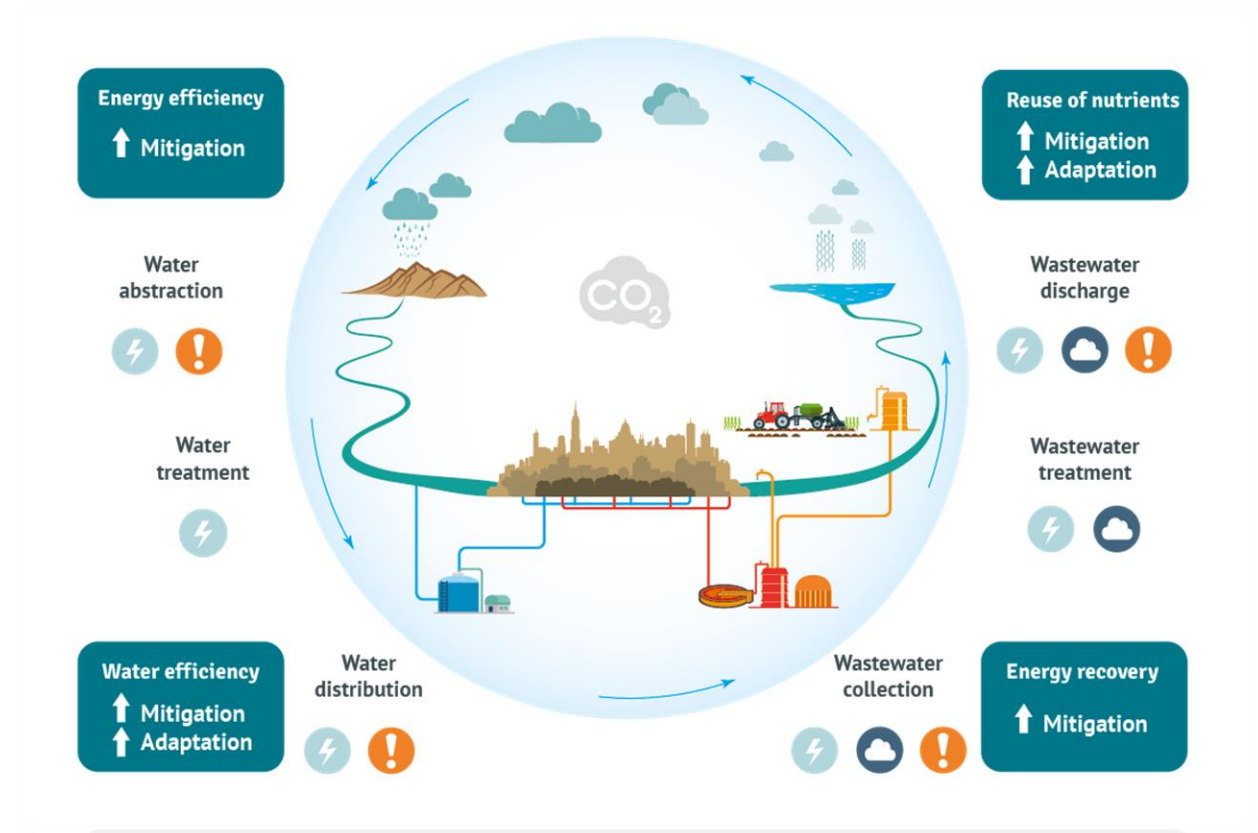 Energy efficiency
Mitigation
Water
abstraction
Water
treatment
Water efficiency
Mitigation
Adaptation
Water
distribution
CO2
Reuse of nutrients
Mitigation
Adaptation
Wastewater
discharge
Wastewater
treatment
Wastewater
collection
Energy recovery
Mitigation